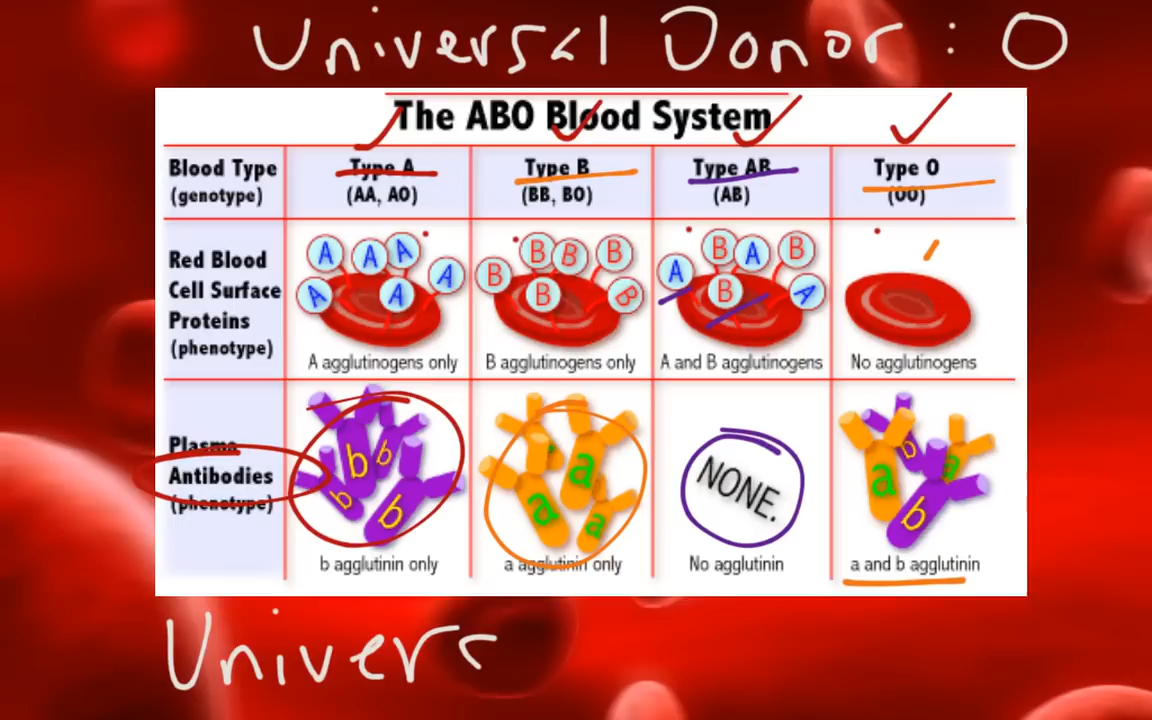 Universal Donor: O
The ABO Blood System
Blood Type (genotype)
Type A (AA, AO)
Type B (BB, BO)
Type AB (AB)
Type O (OO)
Red Blood Cell Surface Proteins (phenotype)
A A A A A A
B B B B B B
B A B A B A
A agglutinogens only
B agglutinogens only
A and B agglutinogens
No agglutinogens
Plasma Antibodies (phenotype)
b b b b
a a a
NONE.
a b a b
b agglutinin only
a agglutinin only
No agglutinin
a and b agglutinin
Univers